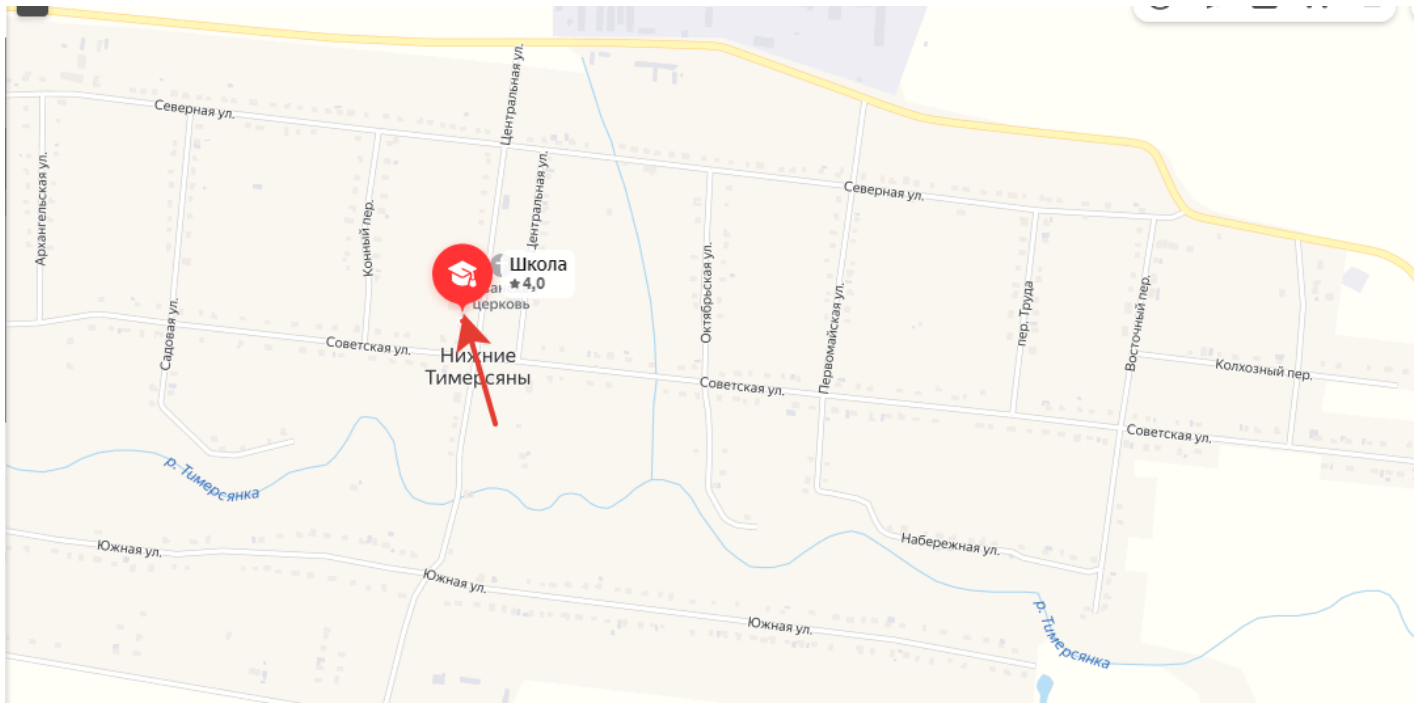 Северная ул.
Центральная ул.
Архангельская ул.
Конный пер.
Центральная ул.
Северная ул.
Школа
4,0
церковь
Октябрьская ул.
Садовая ул.
Первомайская ул.
пер. Труда
Восточный пер.
Советская ул.
Нижние
Тимерсяны
Колхозный пер.
Советская ул.
Советская ул.
р. Тимерсянка
Южная ул.
Набережная ул.
Южная ул.
Южная ул.
р. Тимерсянка